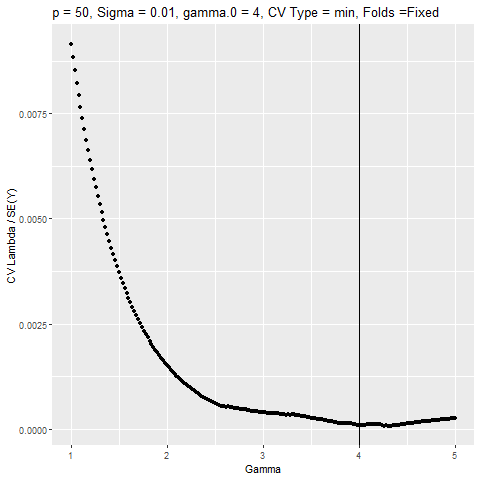 p = 50, Sigma = 0.01, gamma.0 = 4, CV Type = min, Folds =Fixed
CV Lambda / SE(Y)
0.0075
0.0050
0.0025
0.0000
1 2 3 4 5
Gamma